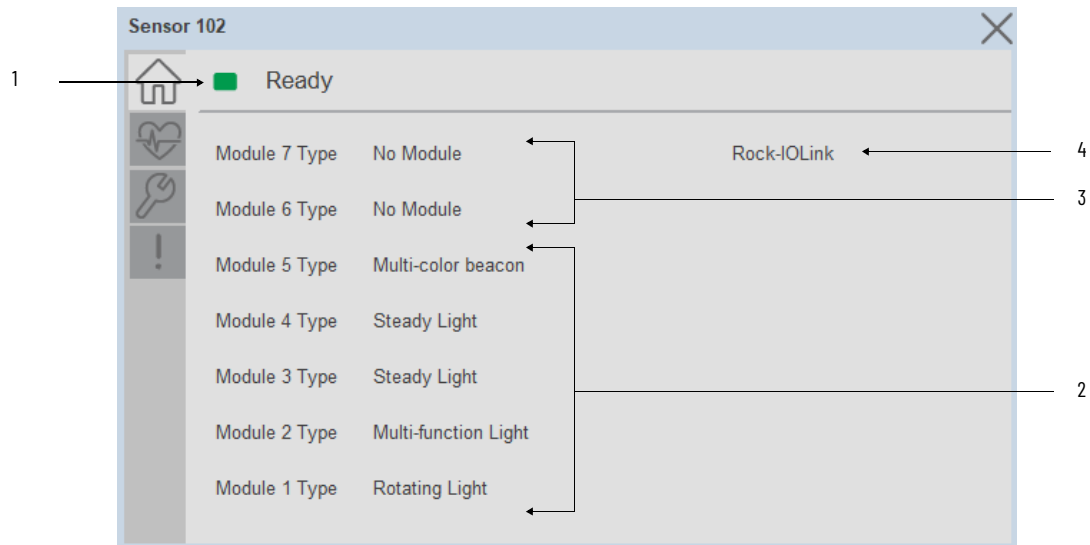 Sensor 102
1
Ready
Module 7 Type No Module Rock-IOLink 4
3
Module 6 Type No Module
Module 5 Type Multi-color beacon
Module 4 Type Steady Light
Module 3 Type Steady Light
2
Module 2 Type Multi-function Light
Module 1 Type Rotating Light